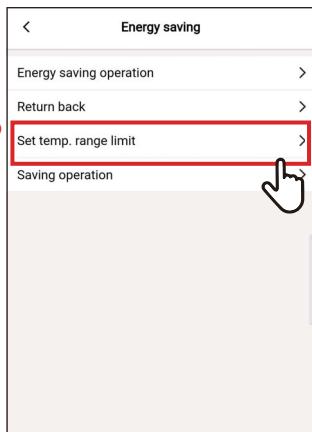 Energy saving
Energy saving operation
Return back
Set temp. range limit
Saving operation